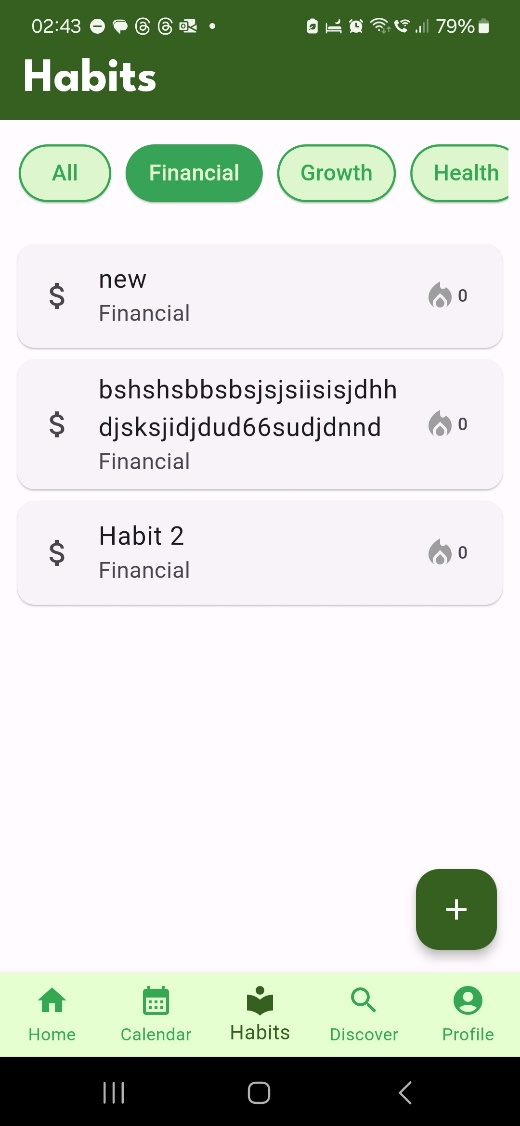 02:43 79%
Habits
All Financial Growth Health
new
Financial
0
bshshsbbsbsjsjsiisisjdhh
djsksjidjdud66sudjdnnd
Financial
0
Habit 2
Financial
0
Home Calendar Habits Discover Profile